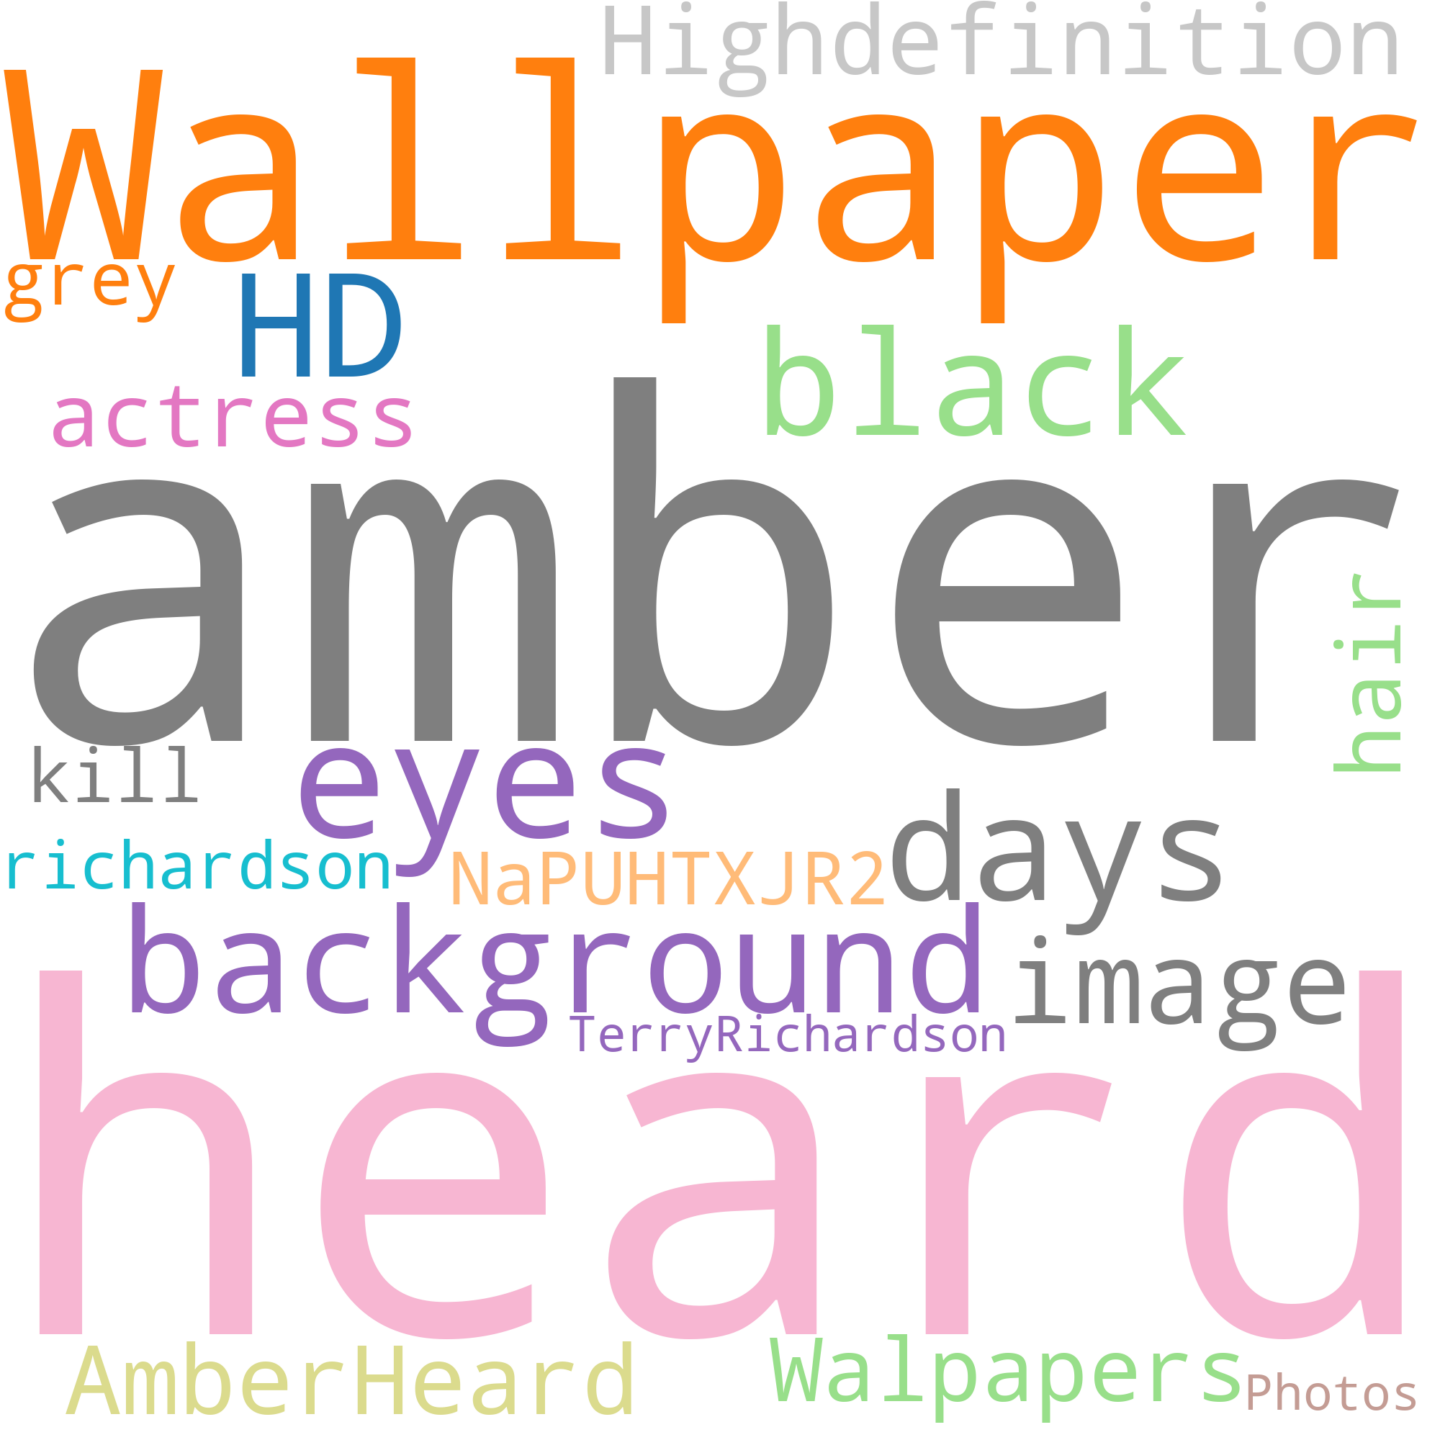 Highdefinition
Wallpaper
grey
HD
black
actress
amber
hair
kill
eyes
days
richardson
NaPUHTXJR2
background
image
TerryRichardson
heard
AmberHeard
Walpapers
Photos